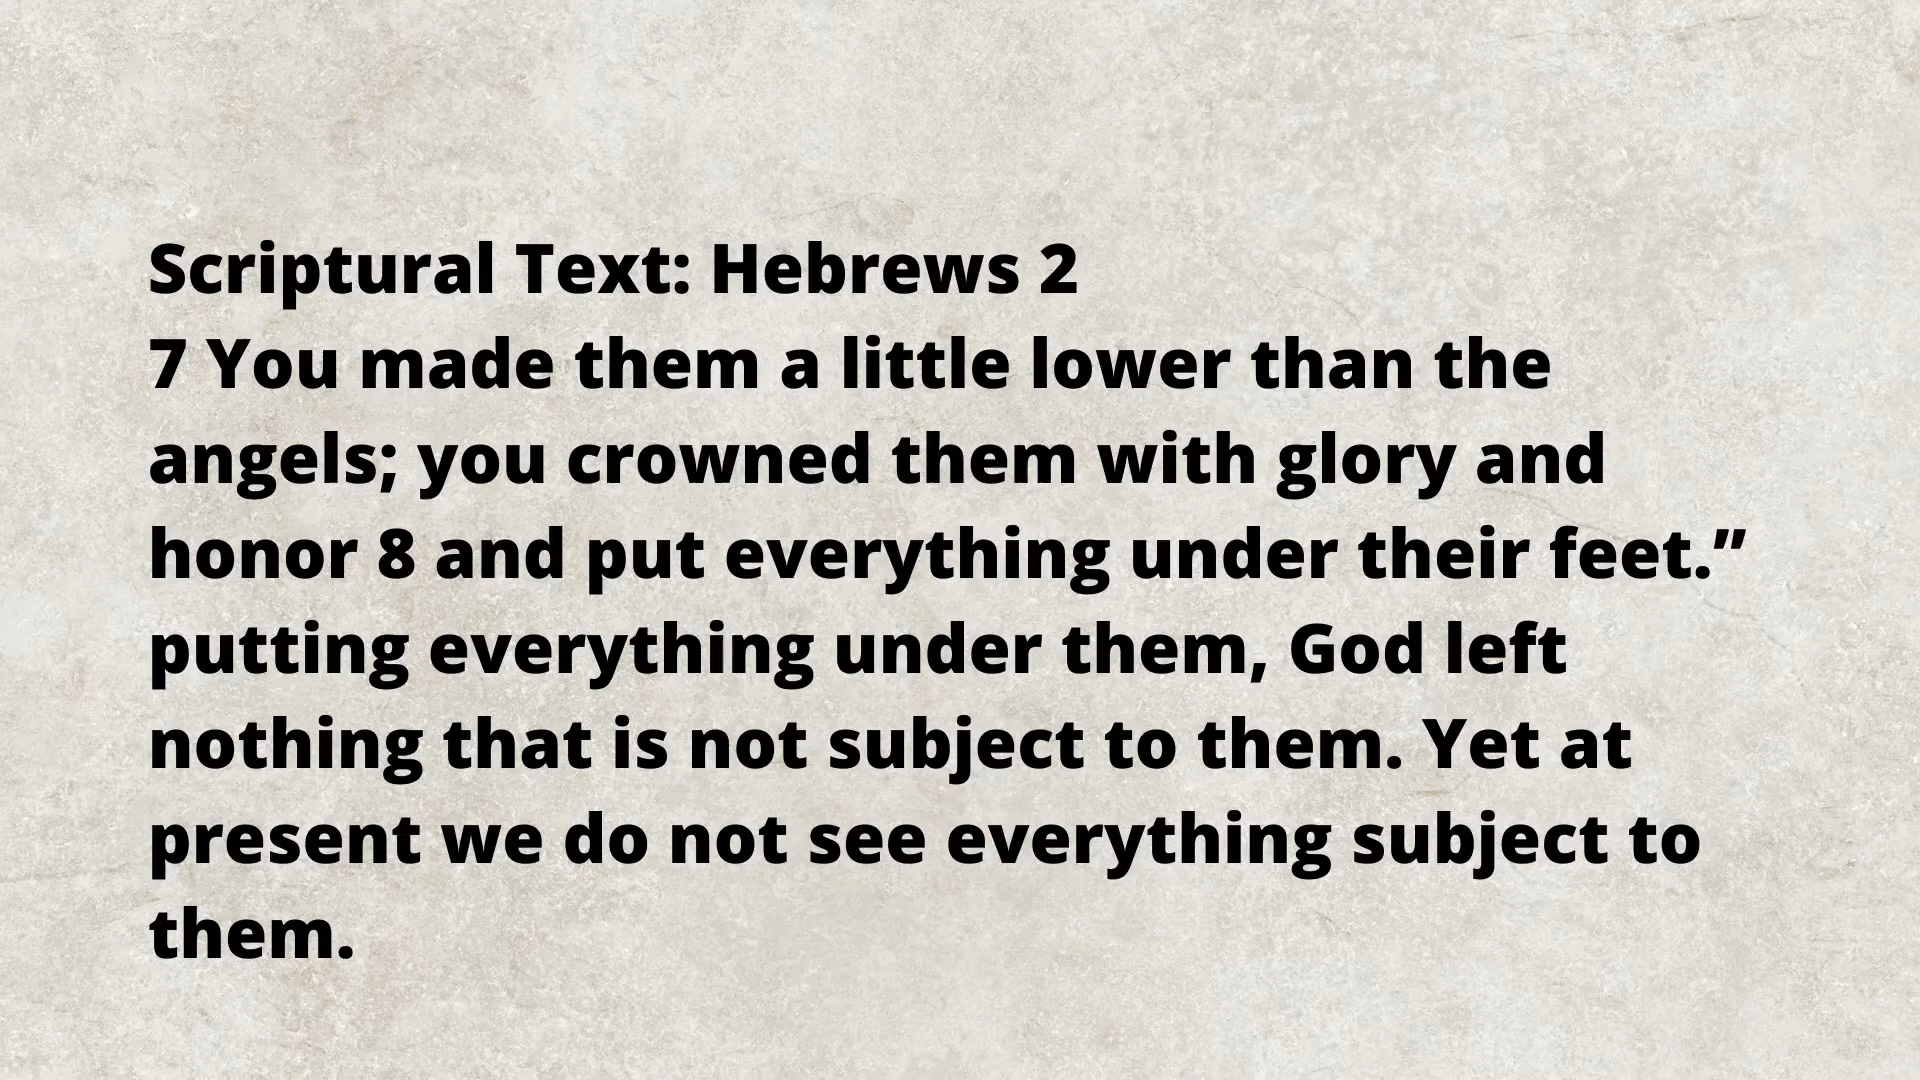 Scriptural Text: Hebrews 2
7 You made them a little lower than the
angels; you crowned them with glory and
honor 8 and put everything under their feet.”
putting everything under them, God left
nothing that is not subject to them. Yet at
present we do not see everything subject to
them.